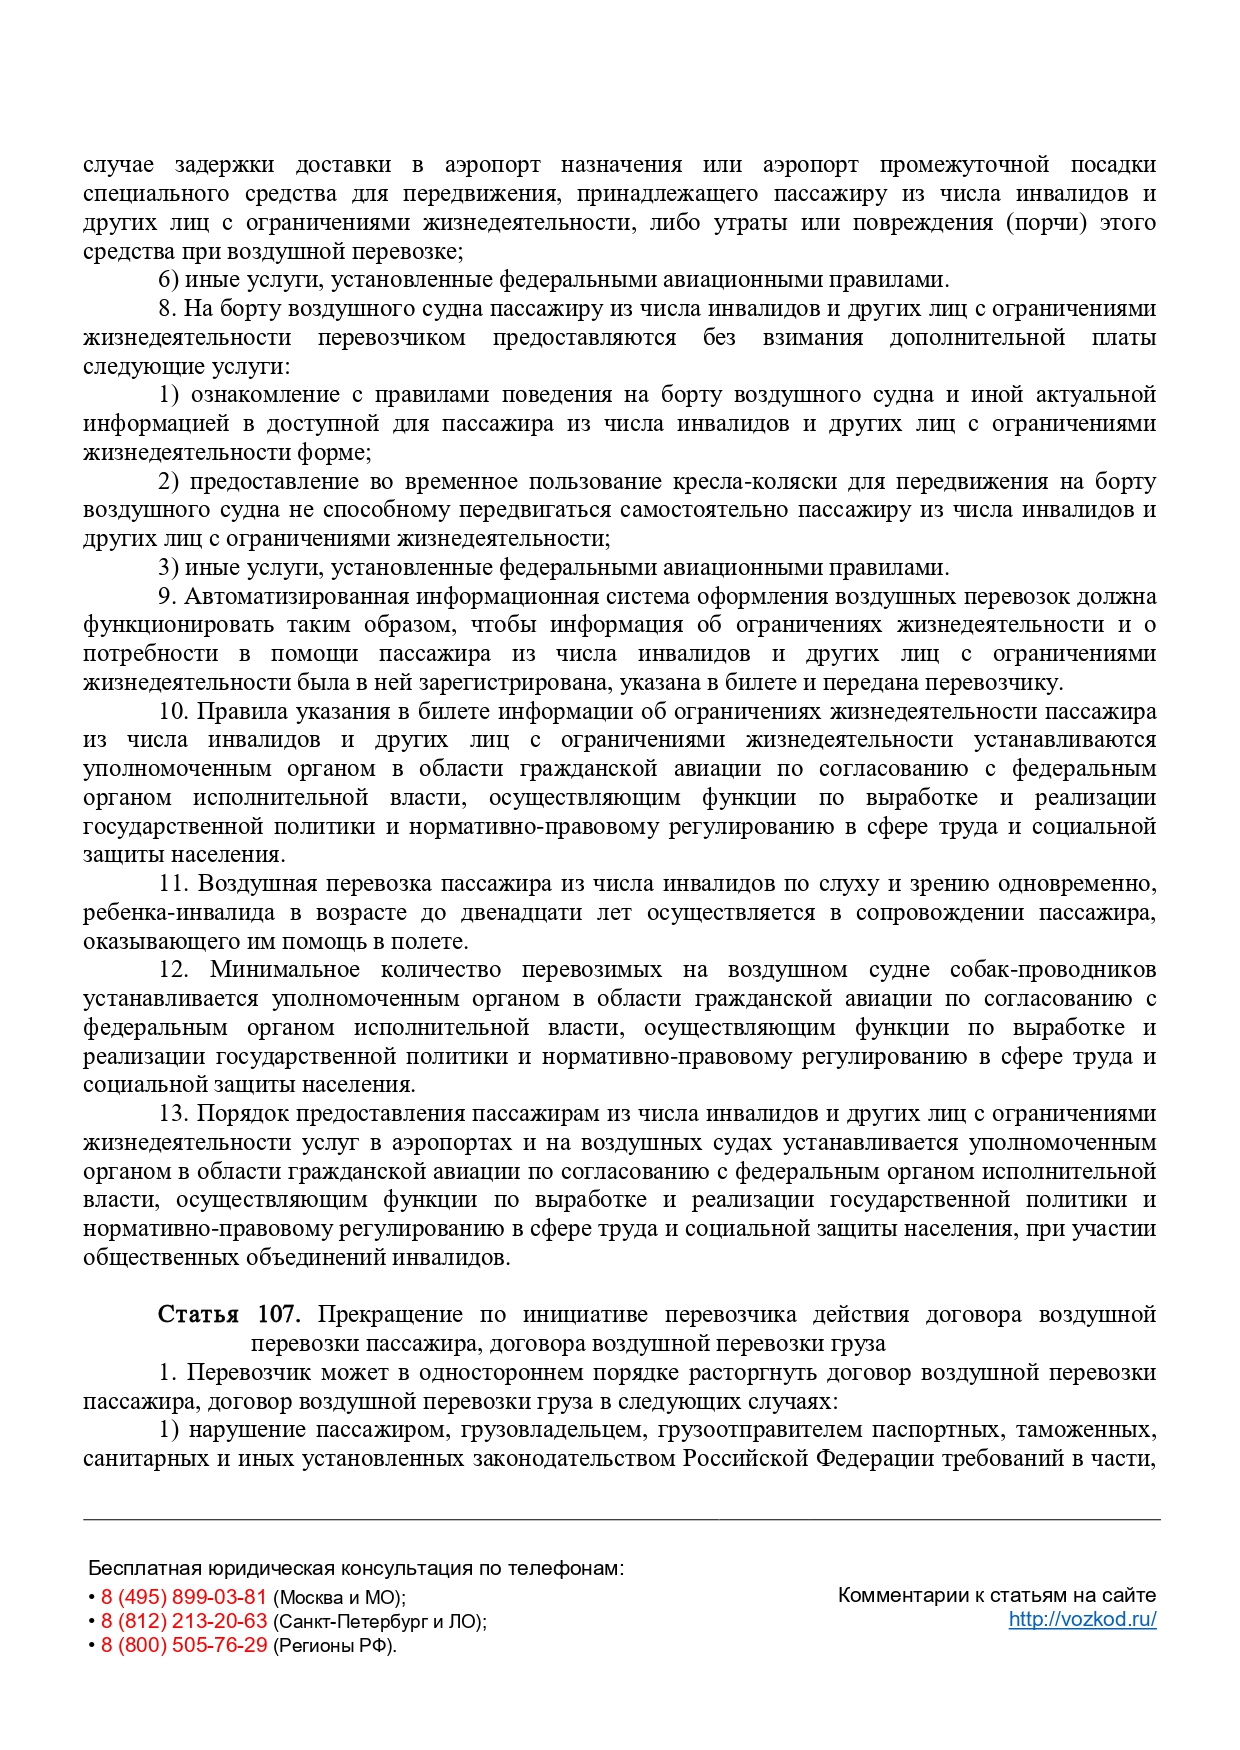 случае задержки доставки в аэропорт назначения или аэропорт промежуточной посадки
специального средства для передвижения, принадлежащего пассажиру из числа инвалидов и
других лиц с ограничениями жизнедеятельности, либо утраты или повреждения (порчи) этого
средства при воздушной перевозке;
6) иные услуги, установленные федеральными авиационными правилами.
8. На борту воздушного судна пассажиру из числа инвалидов и других лиц с ограничениями
жизнедеятельности перевозчиком предоставляются без взимания дополнительной платы
следующие услуги:
1) ознакомление с правилами поведения на борту воздушного судна и иной актуальной
информацией в доступной для пассажира из числа инвалидов и других лиц с ограничениями
жизнедеятельности форме;
2) предоставление во временное пользование кресла-коляски для передвижения на борту
воздушного судна не способному передвигаться самостоятельно пассажиру из числа инвалидов и
других лиц с ограничениями жизнедеятельности;
3) иные услуги, установленные федеральными авиационными правилами.
9. Автоматизированная информационная система оформления воздушных перевозок должна
функционировать таким образом, чтобы информация об ограничениях жизнедеятельности и о
потребности в помощи пассажира из числа инвалидов и других лиц с ограничениями
жизнедеятельности была в ней зарегистрирована, указана в билете и передана перевозчику.
10. Правила указания в билете информации об ограничениях жизнедеятельности пассажира
из числа инвалидов и других лиц с ограничениями жизнедеятельности устанавливаются
уполномоченным органом в области гражданской авиации по согласованию с федеральным
органом исполнительной власти, осуществляющим функции по выработке и реализации
государственной политики и нормативно-правовому регулированию в сфере труда и социальной
защиты населения.
11. Воздушная перевозка пассажира из числа инвалидов по слуху и зрению одновременно,
ребенка-инвалида в возрасте до двенадцати лет осуществляется в сопровождении пассажира,
оказывающего им помощь в полете.
12. Минимальное количество перевозимых на воздушном судне собак-проводников
устанавливается уполномоченным органом в области гражданской авиации по согласованию с
федеральным органом исполнительной власти, осуществляющим функции по выработке и
реализации государственной политики и нормативно-правовому регулированию в сфере труда и
социальной защиты населения.
13. Порядок предоставления пассажирам из числа инвалидов и других лиц с ограничениями
жизнедеятельности услуг в аэропортах и на воздушных судах устанавливается уполномоченным
органом в области гражданской авиации по согласованию с федеральным органом исполнительной
власти, осуществляющим функции по выработке и реализации государственной политики и
нормативно-правовому регулированию в сфере труда и социальной защиты населения, при участии
общественных объединений инвалидов.
Статья 107. Прекращение по инициативе перевозчика действия договора воздушной
перевозки пассажира, договора воздушной перевозки груза
1. Перевозчик может в одностороннем порядке расторгнуть договор воздушной перевозки
пассажира, договор воздушной перевозки груза в следующих случаях:
1) нарушение пассажиром, грузовладельцем, грузоотправителем паспортных, таможенных,
санитарных и иных установленных законодательством Российской Федерации требований в части,
Бесплатная юридическая консультация по телефонам:
• 8 (495) 899-03-81 (Москва и МО);
• 8 (812) 213-20-63 (Санкт-Петербург и ЛО);
• 8 (800) 505-76-29 (Регионы РФ).
Комментарии к статьям на сайте
http://vozkod.ru/